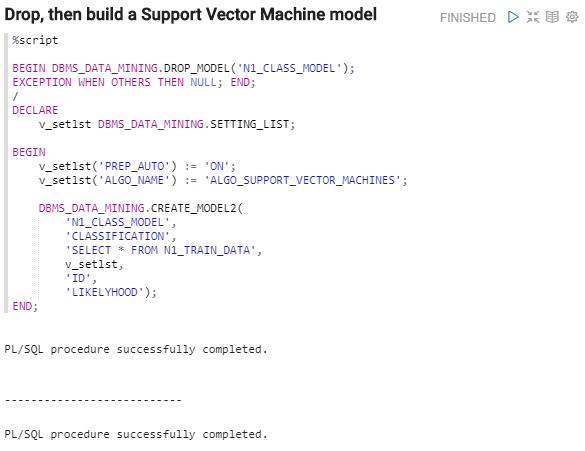 Drop, then build a Support Vector Machine model
FINISHED
%script
BEGIN DBMS_DATA_MINING.DROP_MODEL('N1_CLASS_MODEL');
EXCEPTION WHEN OTHERS THEN NULL; END;
/
DECLARE
    v_setlst DBMS_DATA_MINING.SETTING_LIST;
BEGIN
    v_setlst('PREP_AUTO') := 'ON';
    v_setlst('ALGO_NAME') := 'ALGO_SUPPORT_VECTOR_MACHINES';
    DBMS_DATA_MINING.CREATE_MODEL2(
        'N1_CLASS_MODEL',
        'CLASSIFICATION',
        'SELECT * FROM N1_TRAIN_DATA',
        v_setlst,
        'ID',
        'LIKELYHOOD');
END;
PL/SQL procedure successfully completed.
---------------------------
PL/SQL procedure successfully completed.